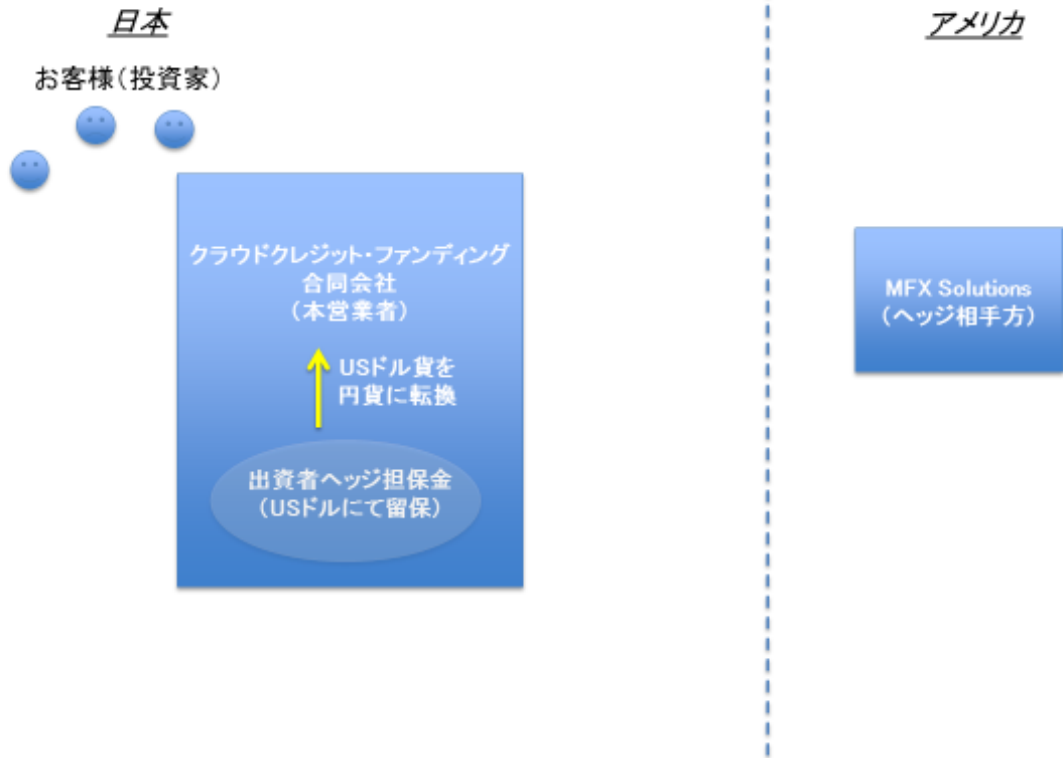 日本
アメリカ
お客様（投資家）
クラウドクレジット・ファンディング
合同会社
（本営業者）
MFX Solutions
（ヘッジ相手方）
USドル貨を
円貨に転換
出資者ヘッジ担保金
（USドルにて留保）